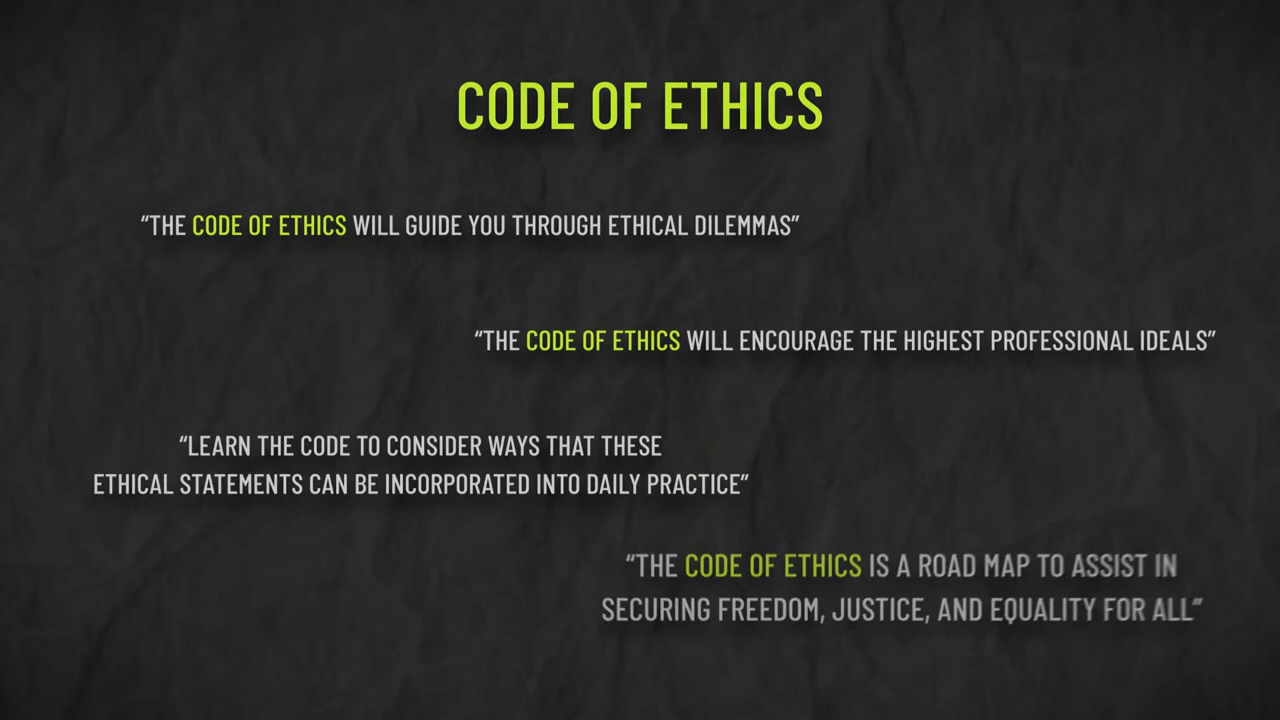 CODE OF ETHICS
“THE CODE OF ETHICS WILL GUIDE YOU THROUGH ETHICAL DILEMMAS”
“THE CODE OF ETHICS WILL ENCOURAGE THE HIGHEST PROFESSIONAL IDEALS”
“LEARN THE CODE TO CONSIDER WAYS THAT THESE
ETHICAL STATEMENTS CAN BE INCORPORATED INTO DAILY PRACTICE”
“THE CODE OF ETHICS IS A ROAD MAP TO ASSIST IN
SECURING FREEDOM, JUSTICE, AND EQUALITY FOR ALL”